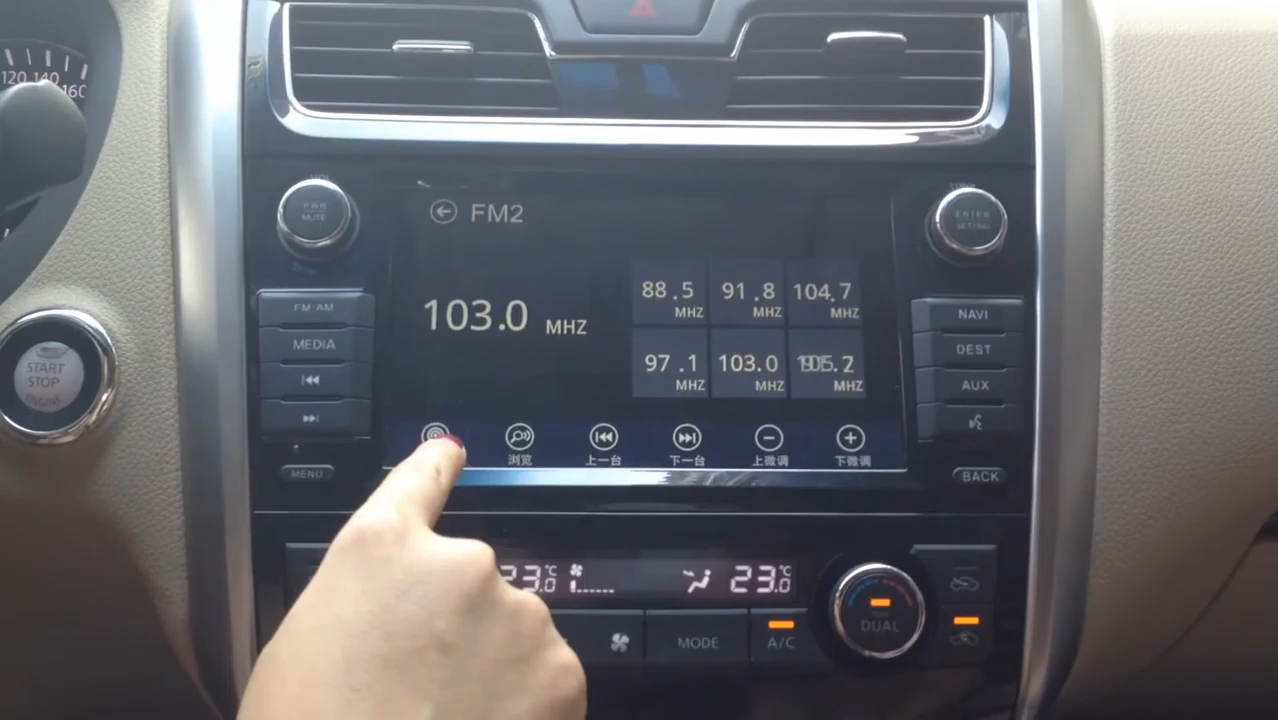 120 140
160
VOL
PWR
MUTE
FM2
ENTER
SETTING
FM·AM
MEDIA
MENU
START
STOP
ENGINE
103.0 MHZ
88.5
MHZ
91.8
MHZ
104.7
MHZ
97.1
MHZ
103.0
MHZ
MHZ
浏览
上一台
下一台
上微调
下微调
NAVI
DEST
AUX
BACK
23.0°C
23.0°C
MODE
A/C
DUAL